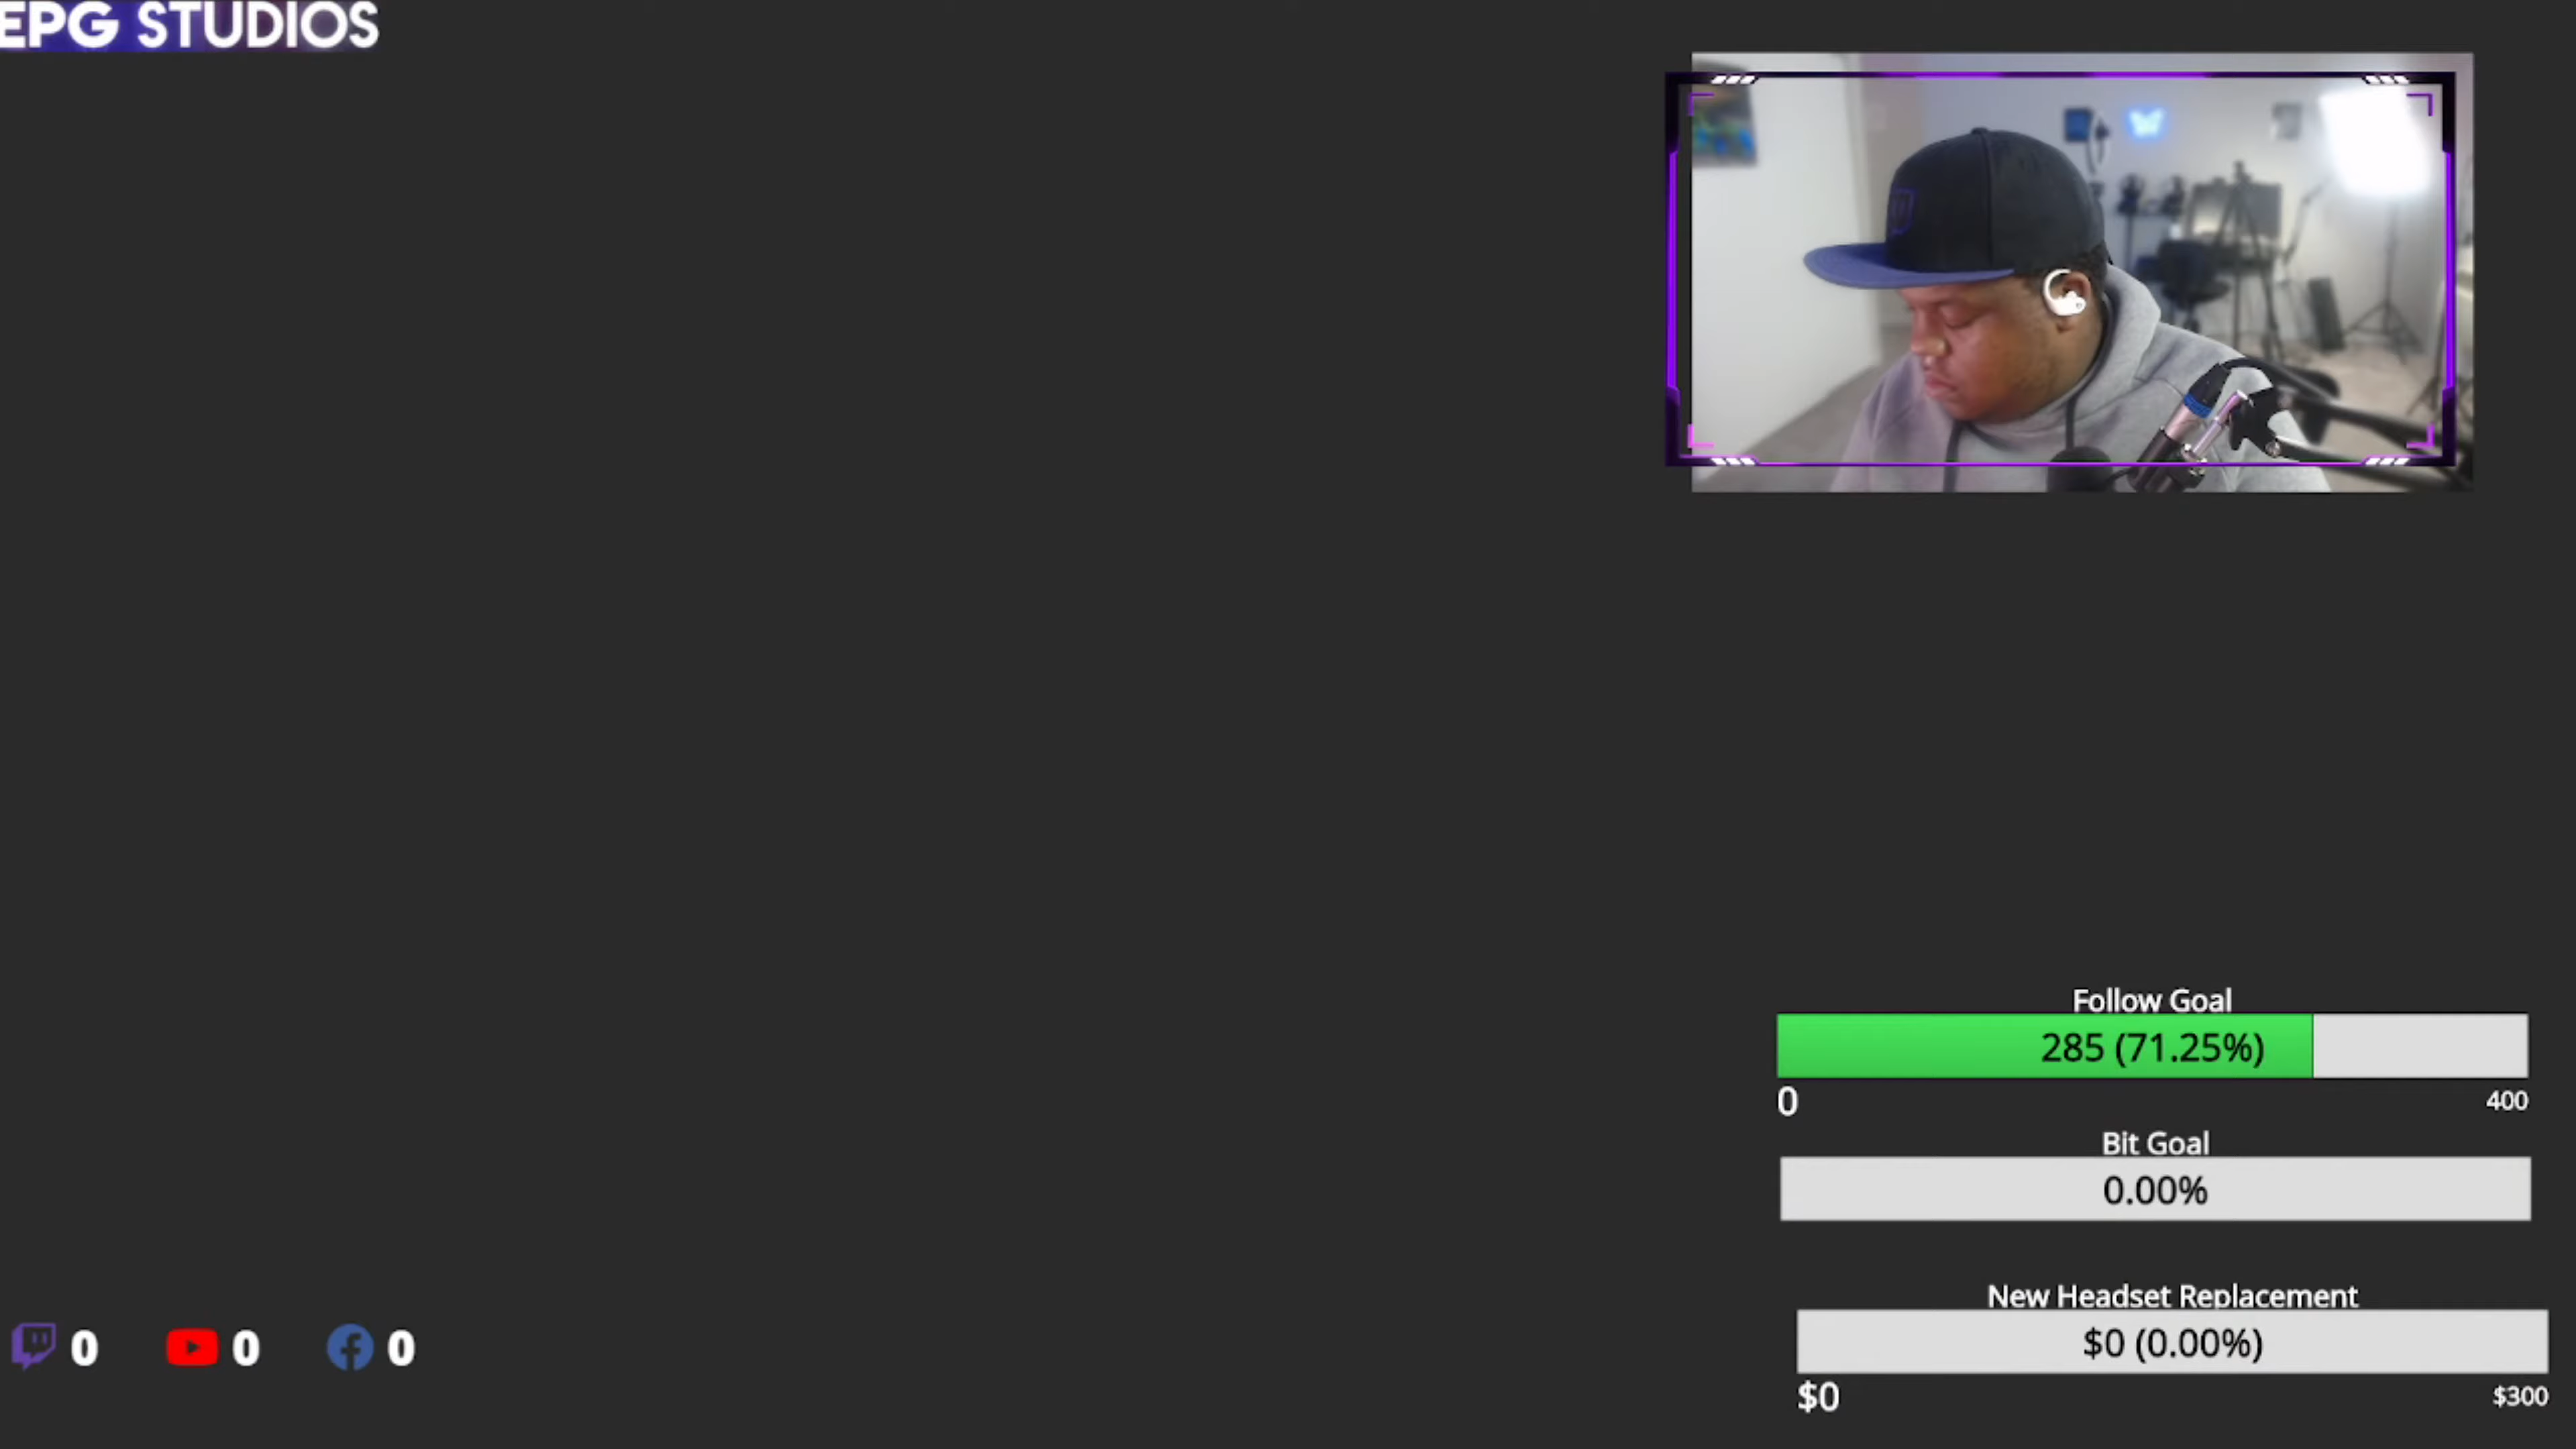 EPG STUDIOS
Follow Goal
285 (71.25%)
0 400
Bit Goal
0.00%
New Headset Replacement
$0 (0.00%)
$0 $300
0 0 0